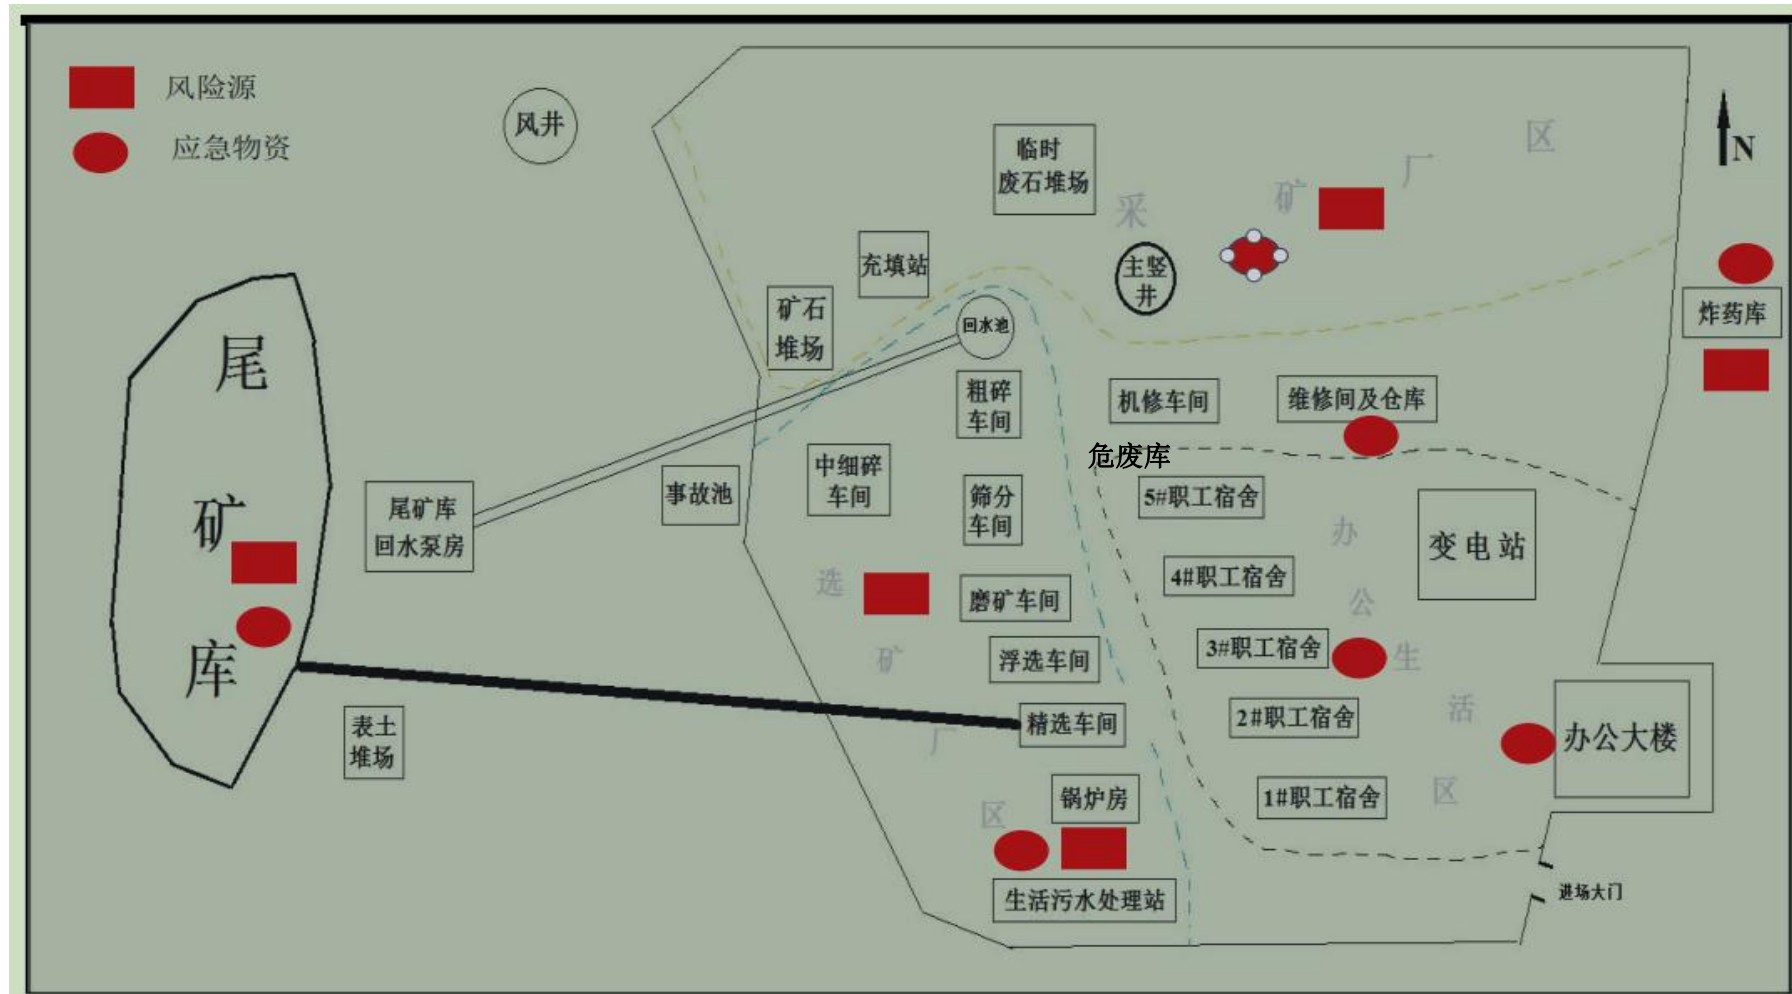 风险源
应急物资
风井
N
临时
废石堆场
采矿厂区
主竖
井
充填站
矿石
堆场
回水池
炸药库
粗碎
车间
机修车间
维修间及仓库
危废库
尾矿库
中细碎
车间
事故池
尾矿库
回水泵房
筛分
车间
5#职工宿舍
变电站
4#职工宿舍
办公生活区
选矿厂区
磨矿车间
3#职工宿舍
浮选车间
2#职工宿舍
精选车间
办公大楼
表土
堆场
1#职工宿舍
锅炉房
生活污水处理站
进场大门